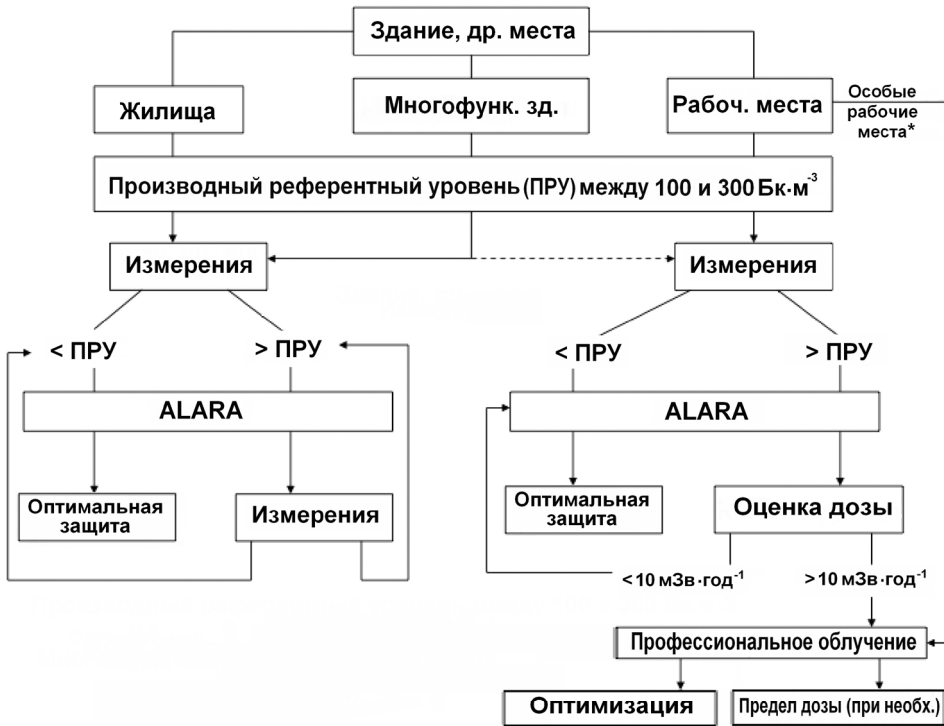 Здание, др. места
Жилища
Многофунк. зд.
Рабоч. места
Особые
рабочие
места*
Производный референтный уровень (ПРУ) между 100 и 300 Бк·м⁻³
Измерения
Измерения
< ПРУ
> ПРУ
< ПРУ
> ПРУ
ALARA
ALARA
Оптимальная
защита
Измерения
Оптимальная
защита
Оценка дозы
< 10 мЗв·год⁻¹
> 10 мЗв·год⁻¹
Профессиональное облучение
Оптимизация
Предел дозы (при необх.)